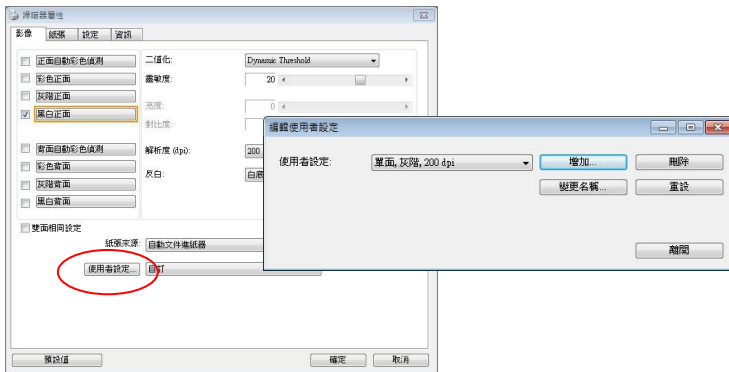 掃瞄器屬性
影像 紙張 設定 資訊
正面自動彩色偵測
彩色正面
灰階正面
黑白正面
背面自動彩色偵測
彩色背面
灰階背面
黑白背面
雙面相同設定
二值化: Dynamic Threshold
靈敏度: 20
亮度: 0
對比度:
解析度 (dpi): 200
反白: 白底
紙張來源: 自動文件進紙器
使用者設定... 自訂
預設值 確定 取消
編輯使用者設定
使用者設定: 單面, 灰階, 200 dpi 增加... 刪除
變更名稱... 重設
離開